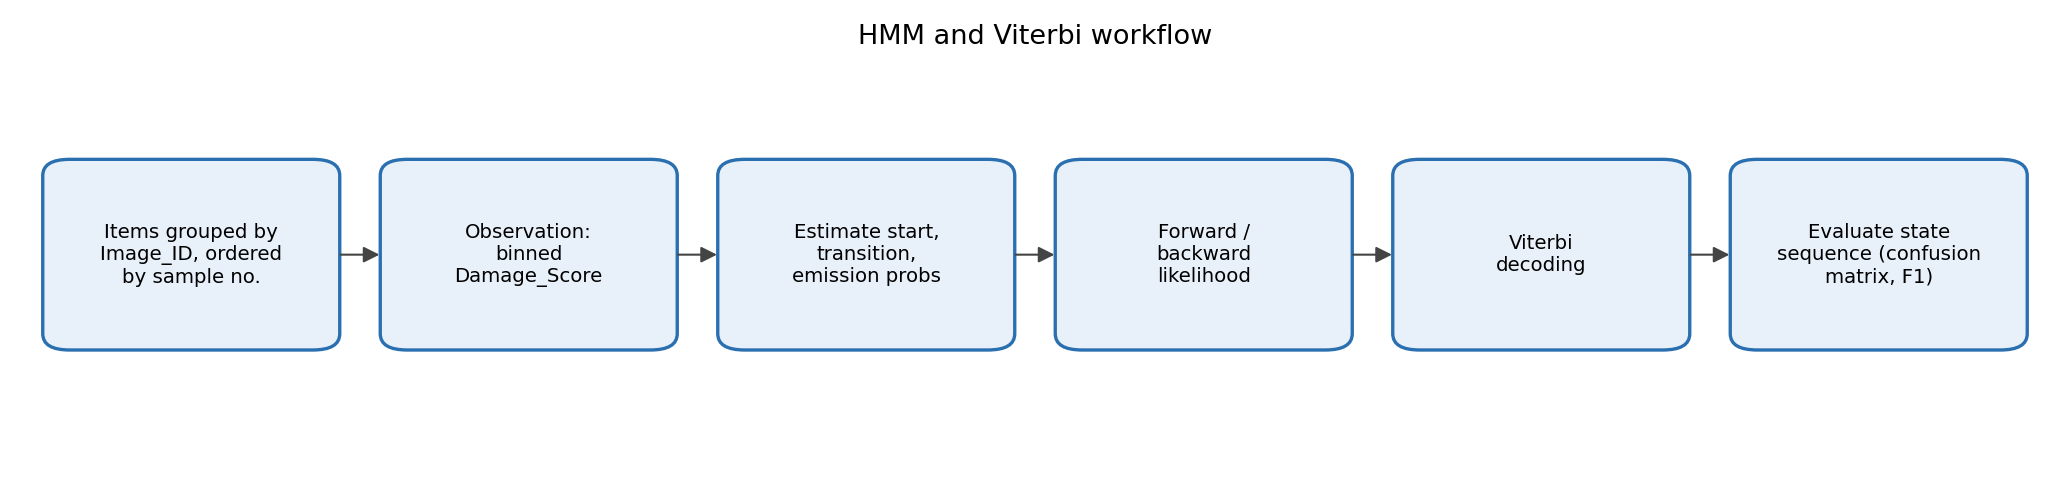 HMM and Viterbi workflow
Items grouped by
Image_ID, ordered
by sample no.
Observation:
binned
Damage_Score
Estimate start,
transition,
emission probs
Forward /
backward
likelihood
Viterbi
decoding
Evaluate state
sequence (confusion
matrix, F1)